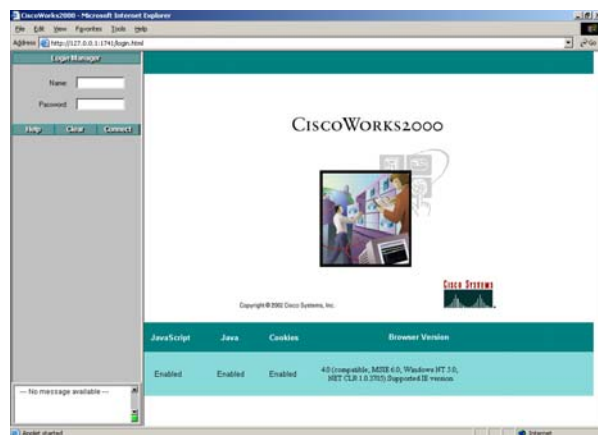 CiscoWorks2000 - Microsoft Internet Explorer
File Edit View Favorites Tools Help
Address http://127.0.0.1:1741/login.html Go
Login Manager
Name
Password
Help Clear Connect
CISCOWORKS2000
CISCO SYSTEMS
Copyright © 2002 Cisco Systems, Inc.
JavaScript Java Cookies Browser Version
Enabled Enabled Enabled 4.0 (compatible; MSIE 6.0; Windows NT 5.0;
.NET CLR 1.0.3705) Supported IE version
--- No message available ---
Applet started Internet